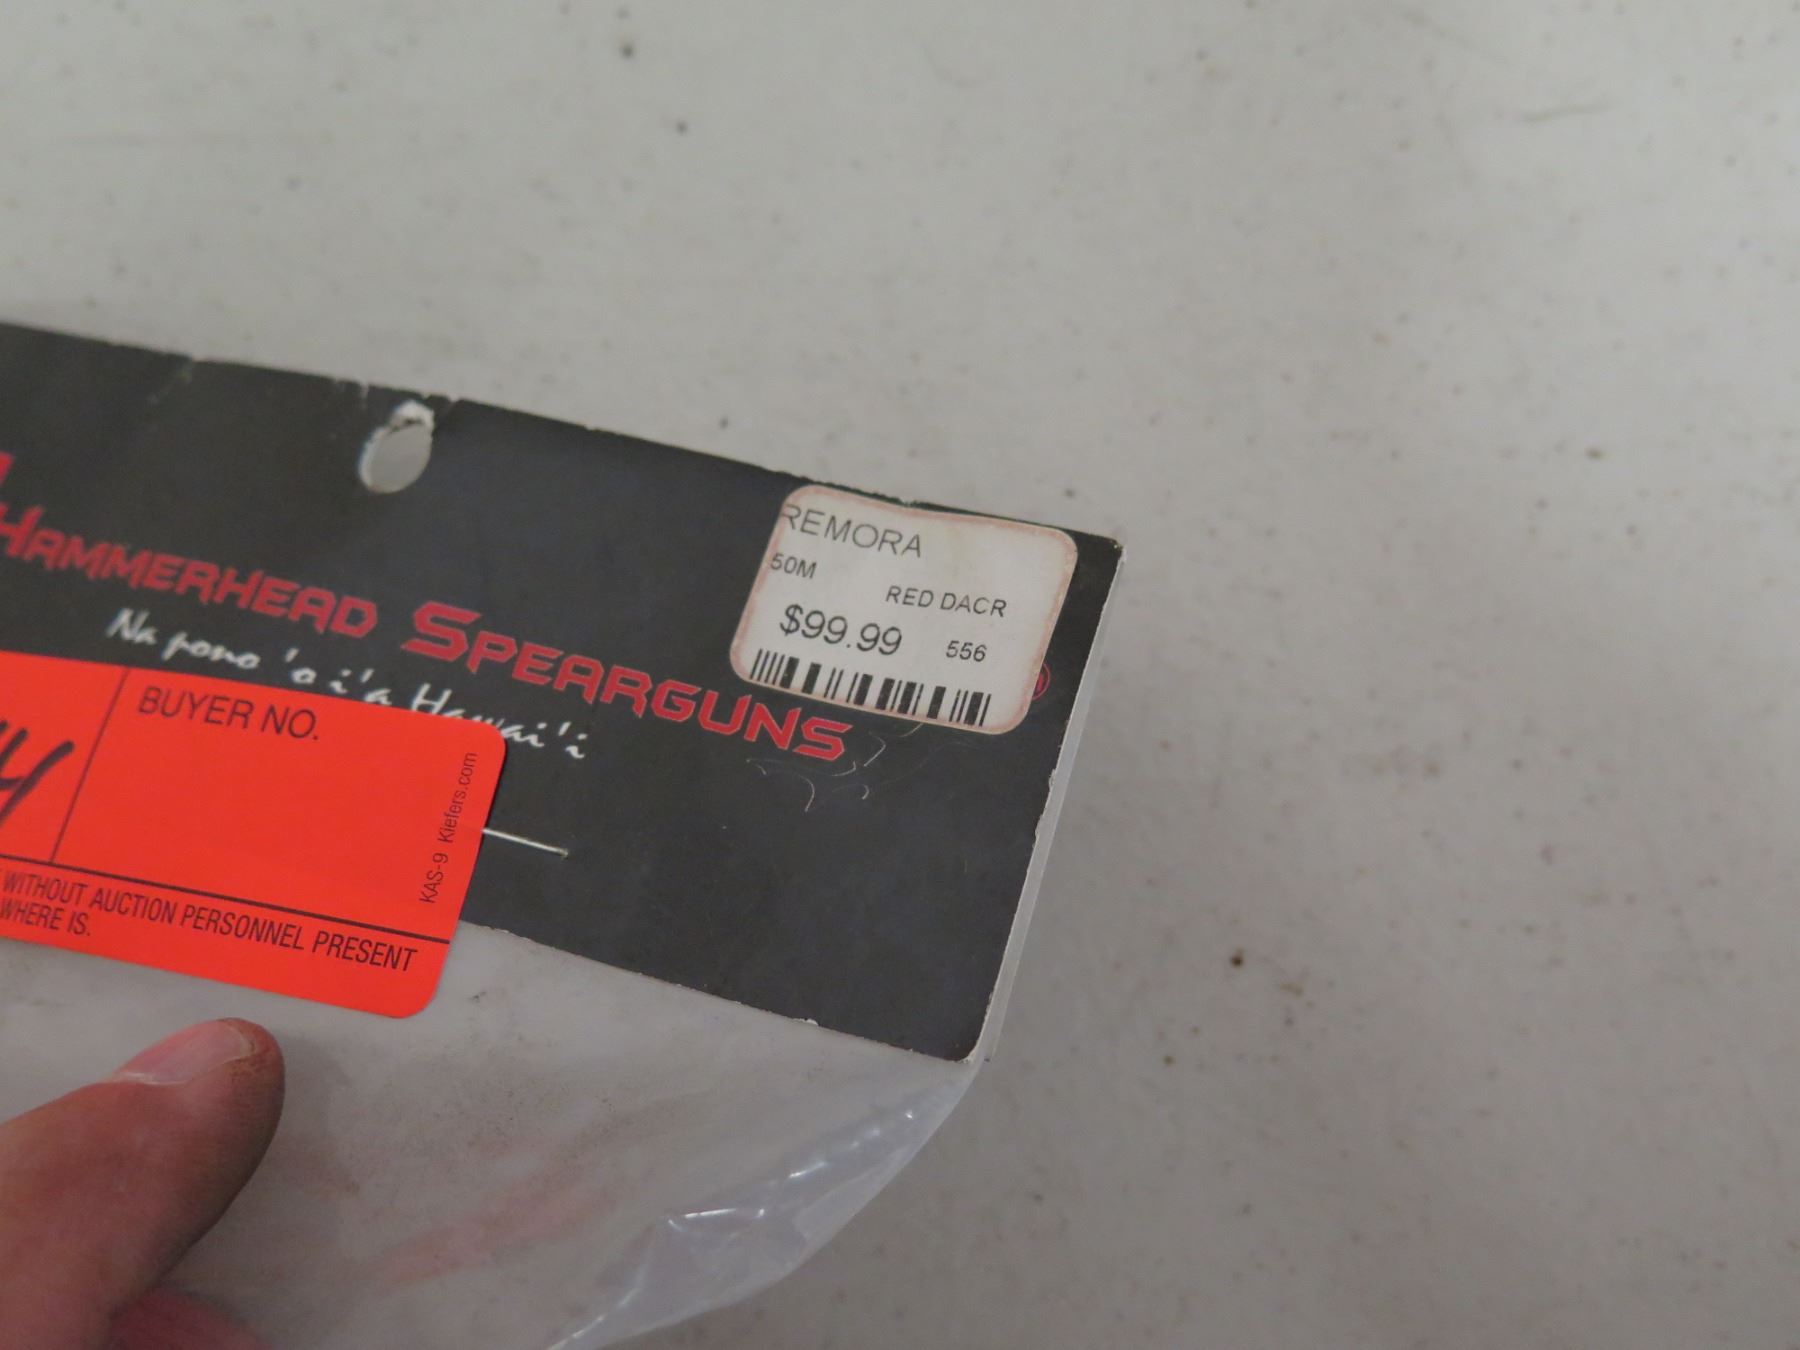 HAMMERHEAD SPEARGUNS ®
Na pono 'o i'a Hawai'i
REMORA
50M
RED DACR
$99.99 556
BUYER NO.
KAS-9 Kiefers.com
WITHOUT AUCTION PERSONNEL PRESENT
WHERE IS.